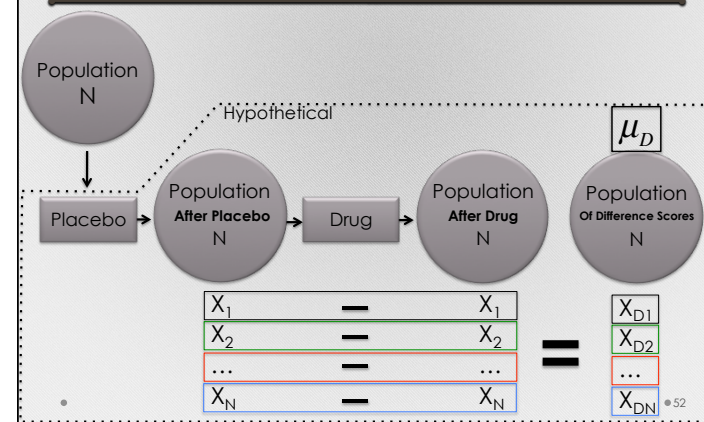 Population
N
Hypothetical
μD
Placebo
Population
After Placebo
N
Drug
Population
After Drug
N
Population
Of Difference Scores
N
X1 — X1
X2 — X2
... — ...
XN — XN
=
XD1
XD2
...
XDN
52